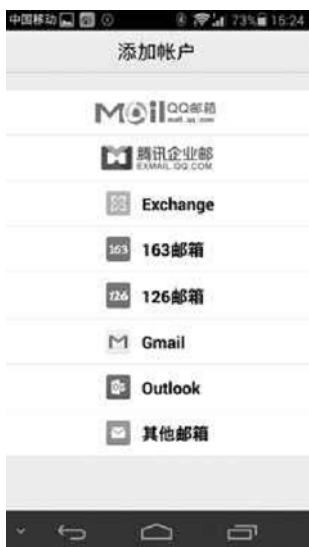 中国移动 73% 15:24
添加帐户
Mail QQ邮箱
mail.qq.com
腾讯企业邮
EXMAIL.QQ.COM
Exchange
163 163邮箱
126 126邮箱
Gmail
Outlook
其他邮箱